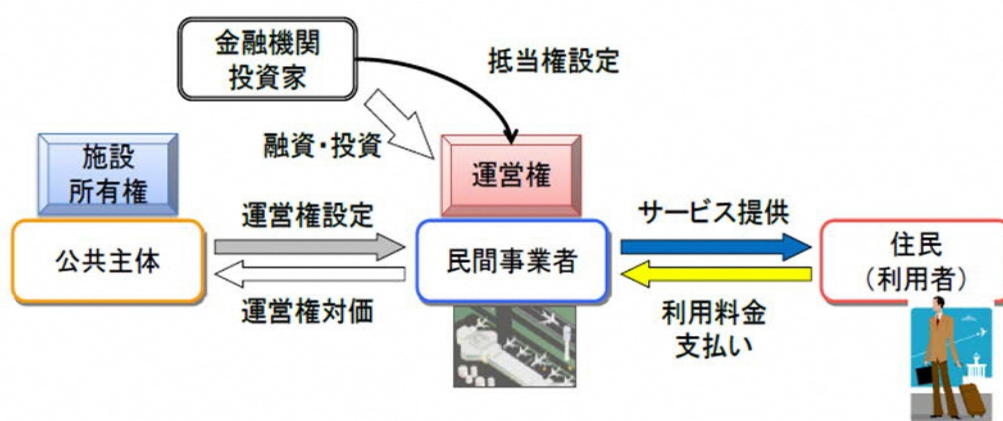 金融機関
投資家
抵当権設定
融資・投資
施設
所有権
運営権
運営権設定
サービス提供
公共主体
民間事業者
住民
（利用者）
運営権対価
利用料金
支払い